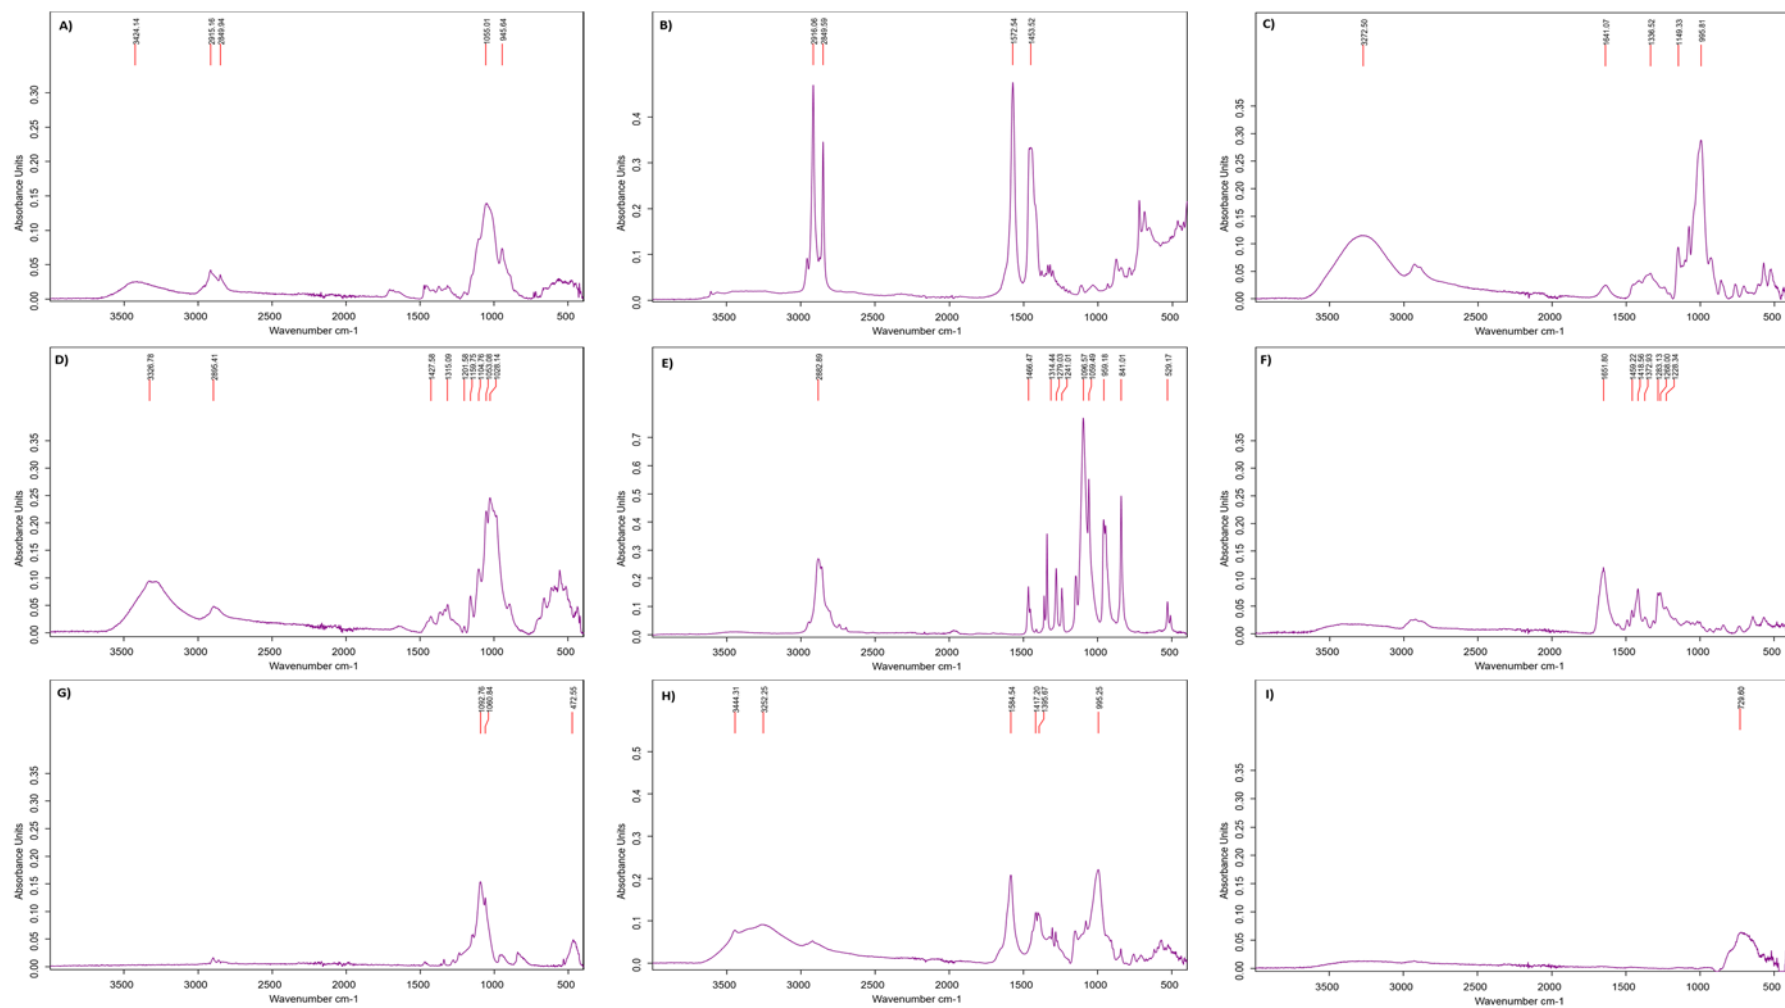 A)
3424.14
2915.16
2849.94
1055.01
945.64
Absorbance Units
0.00 0.05 0.10 0.15 0.20 0.25 0.30
3500 3000 2500 2000 1500 1000 500
Wavenumber cm-1
B)
2916.06
2849.59
1572.54
1453.52
Absorbance Units
0.0 0.1 0.2 0.3 0.4
3500 3000 2500 2000 1500 1000 500
Wavenumber cm-1
C)
3272.50
1641.07
1336.52
1149.33
995.81
Absorbance Units
0.00 0.05 0.10 0.15 0.20 0.25 0.30 0.35
3500 3000 2500 2000 1500 1000 500
Wavenumber cm-1
D)
3326.78
2895.41
1427.58
1315.09
1201.58
1159.75
1104.76
1053.08
1028.14
Absorbance Units
0.00 0.05 0.10 0.15 0.20 0.25 0.30 0.35
3500 3000 2500 2000 1500 1000 500
Wavenumber cm-1
E)
2882.89
1466.47
1314.44
1279.03
1241.01
1096.57
1059.49
959.18
841.01
529.17
Absorbance Units
0.0 0.1 0.2 0.3 0.4 0.5 0.6 0.7
3500 3000 2500 2000 1500 1000 500
Wavenumber cm-1
F)
1651.80
1459.22
1418.56
1372.93
1283.13
1268.00
1228.34
Absorbance Units
0.00 0.05 0.10 0.15 0.20 0.25 0.30 0.35
3500 3000 2500 2000 1500 1000 500
Wavenumber cm-1
G)
1092.76
1060.84
472.55
Absorbance Units
0.00 0.05 0.10 0.15 0.20 0.25 0.30 0.35
3500 3000 2500 2000 1500 1000 500
Wavenumber cm-1
H)
3444.31
3252.25
1584.54
1417.20
1395.67
995.25
Absorbance Units
0.0 0.1 0.2 0.3 0.4 0.5
3500 3000 2500 2000 1500 1000 500
Wavenumber cm-1
I)
729.60
Absorbance Units
0.00 0.05 0.10 0.15 0.20 0.25 0.30 0.35
3500 3000 2500 2000 1500 1000 500
Wavenumber cm-1